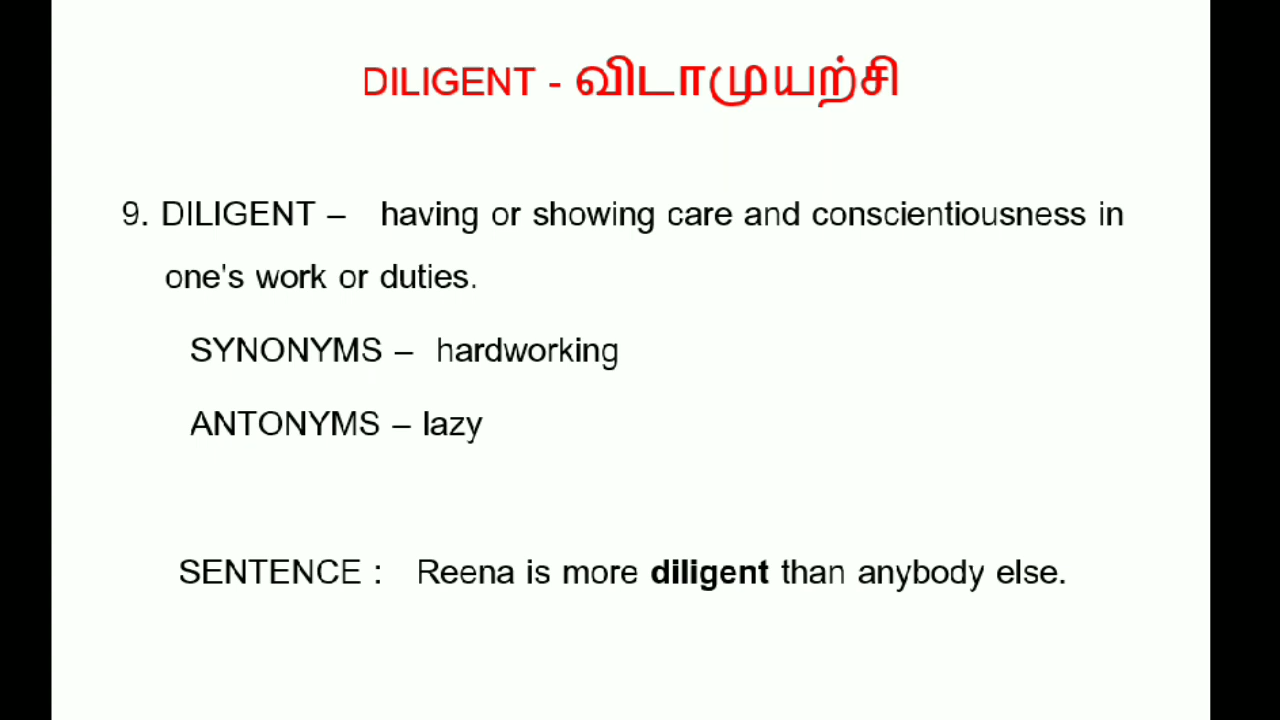 DILIGENT - விடாமுயற்சி
9. DILIGENT – having or showing care and conscientiousness in
one's work or duties.
SYNONYMS – hardworking
ANTONYMS – lazy
SENTENCE : Reena is more diligent than anybody else.